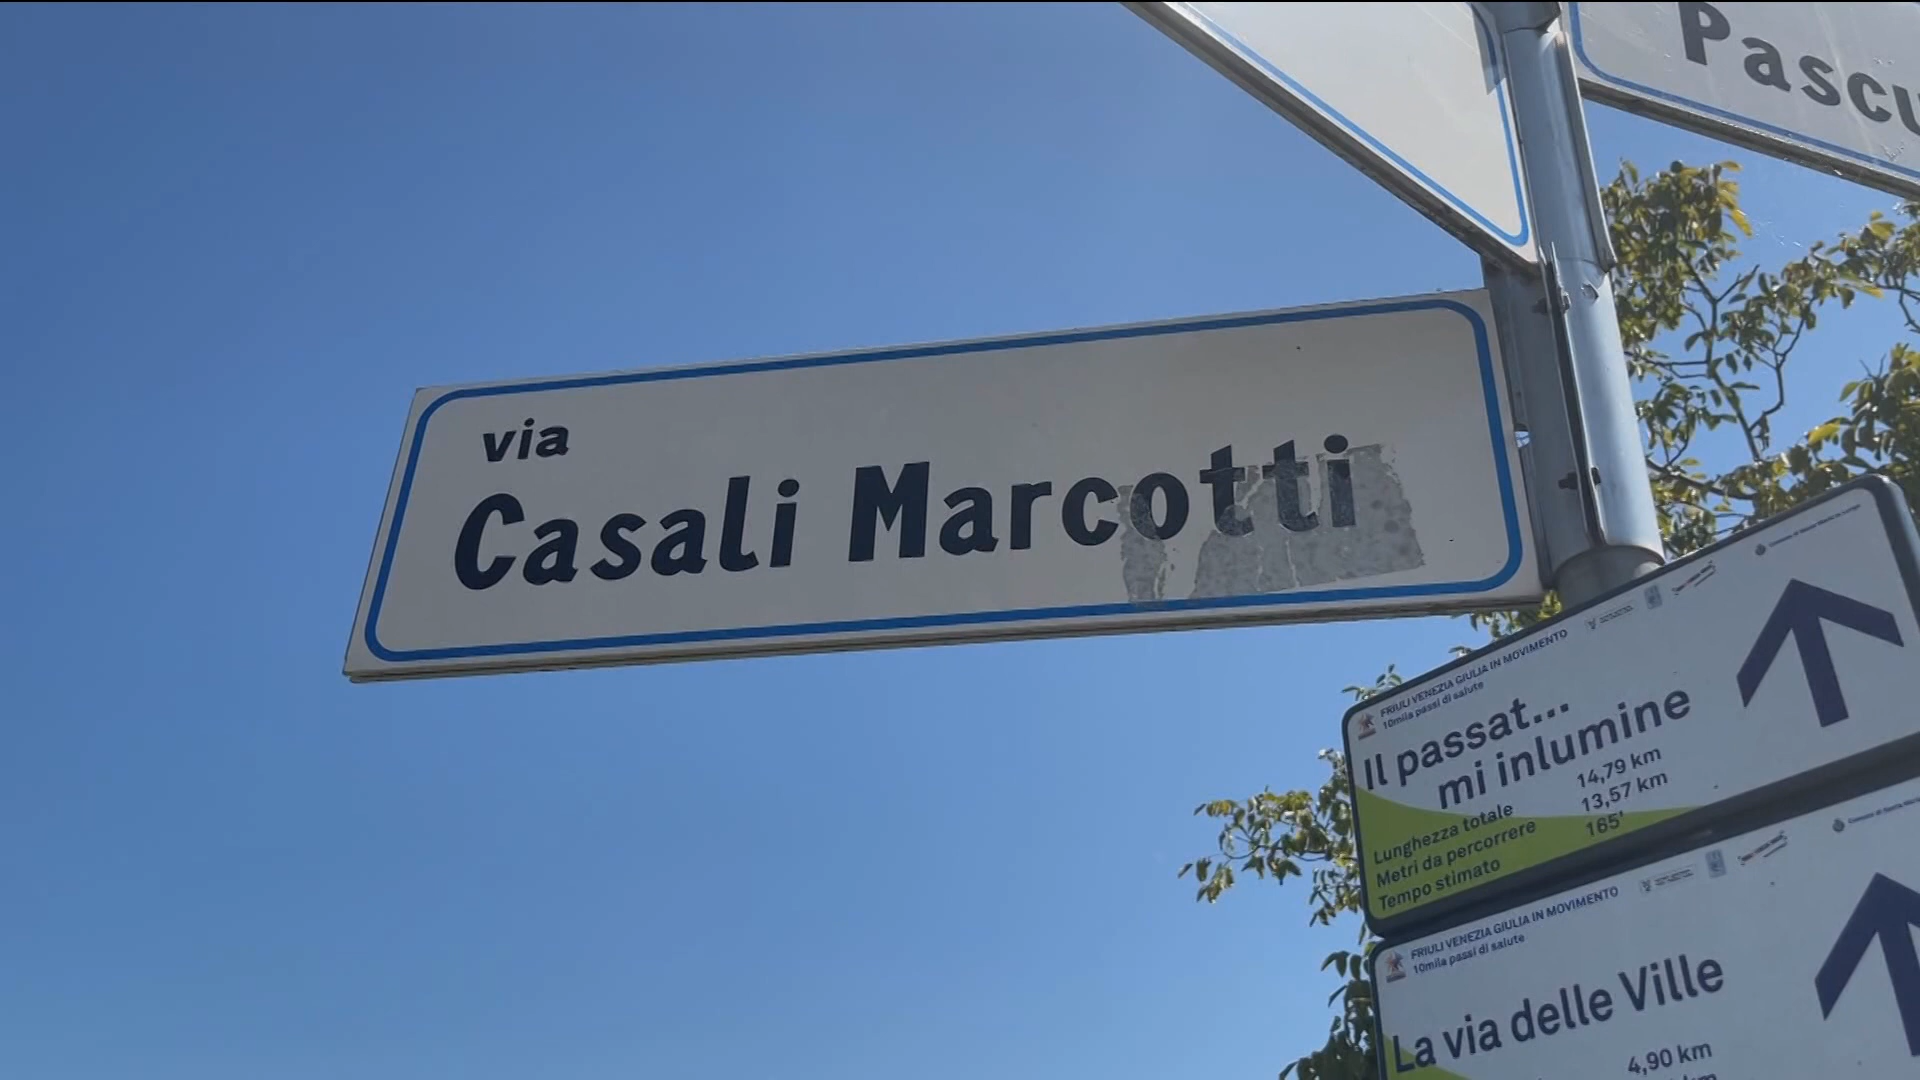 Pascu
via
Casali Marcotti
FRIULI VENEZIA GIULIA IN MOVIMENTO
10mila passi di salute
Il passat...
mi inlumine
Lunghezza totale 14,79 km
Metri da percorrere 13,57 km
Tempo stimato 165'
FRIULI VENEZIA GIULIA IN MOVIMENTO
10mila passi di salute
La via delle Ville
4,90 km